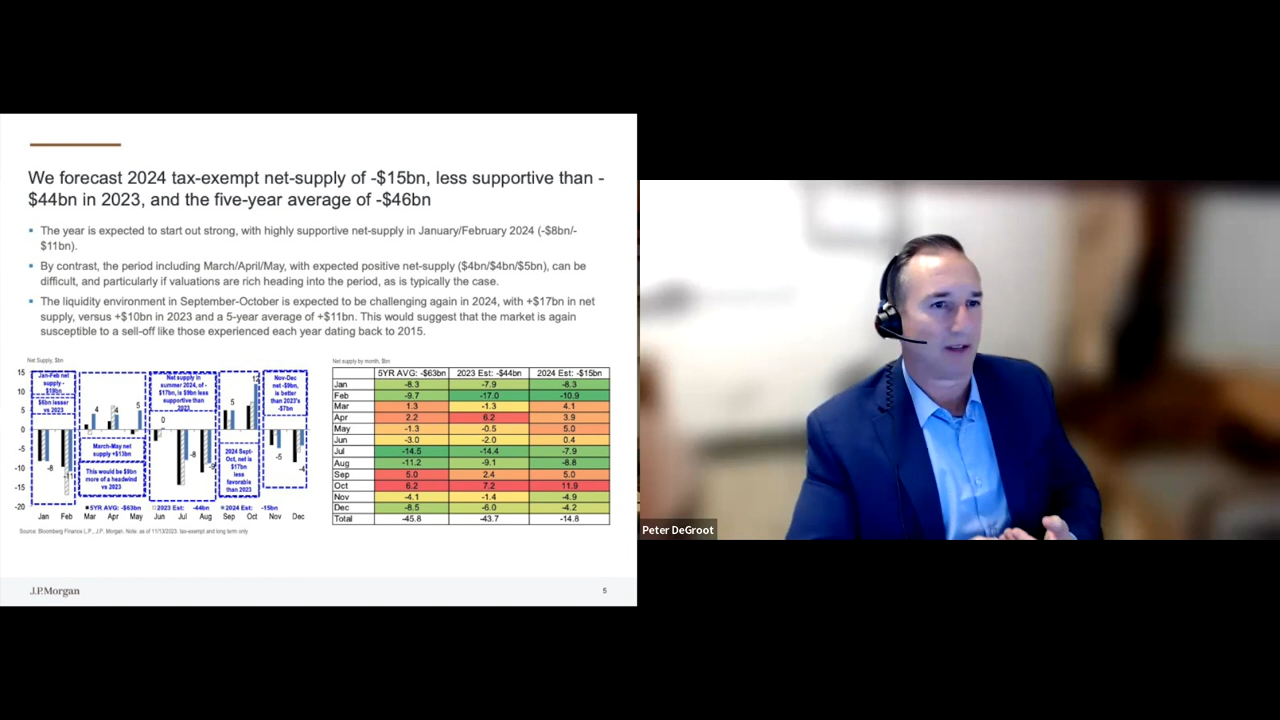 We forecast 2024 tax-exempt net-supply of -$15bn, less supportive than -
$44bn in 2023, and the five-year average of -$46bn
The year is expected to start out strong, with highly supportive net-supply in January/February 2024 (-$8bn/-
$11bn).
By contrast, the period including March/April/May, with expected positive net-supply ($4bn/$4bn/$5bn), can be
difficult, and particularly if valuations are rich heading into the period, as is typically the case.
The liquidity environment in September-October is expected to be challenging again in 2024, with +$17bn in net
supply, versus +$10bn in 2023 and a 5-year average of +$11bn. This would suggest that the market is again
susceptible to a sell-off like those experienced each year dating back to 2015.
Net Supply, $bn
15
10
5
0
-5
-10
-15
-20
Jan-Feb net
supply -
$19bn
$6bn lesser
vs 2023
March-May net
supply +$13bn
This would be $9bn
more of a headwind
vs 2023
Net supply in
summer 2024, of -
$17bn, is $9bn less
supportive than
2023
2024 Sept-
Oct, net is
$17bn
less
favorable
than 2023
Nov-Dec
net -$9bn,
is better
than 2023's
-$7bn
-8
4
4
5
0
-9
5
12
-5
-4
5YR AVG: -$63bn 2023 Est: -44bn 2024 Est: -15bn
Jan Feb Mar Apr May Jun Jul Aug Sep Oct Nov Dec
Net supply by month, $bn
5YR AVG: -$63bn 2023 Est: -$44bn 2024 Est: -$15bn
Jan -8.3 -7.9 -8.3
Feb -9.7 -17.0 -10.9
Mar 1.3 -1.3 4.1
Apr 2.2 6.2 3.9
May -1.3 -0.5 5.0
Jun -3.0 -2.0 0.4
Jul -14.5 -14.4 -7.9
Aug -11.2 -9.1 -8.8
Sep 5.0 2.4 5.0
Oct 6.2 7.2 11.9
Nov -4.1 -1.4 -4.9
Dec -8.5 -6.0 -4.2
Total -45.8 -43.7 -14.8
Source: Bloomberg Finance L.P., J.P. Morgan. Note: as of 11/13/2023. tax-exempt and long term only
J.P.Morgan
5
Peter DeGroot